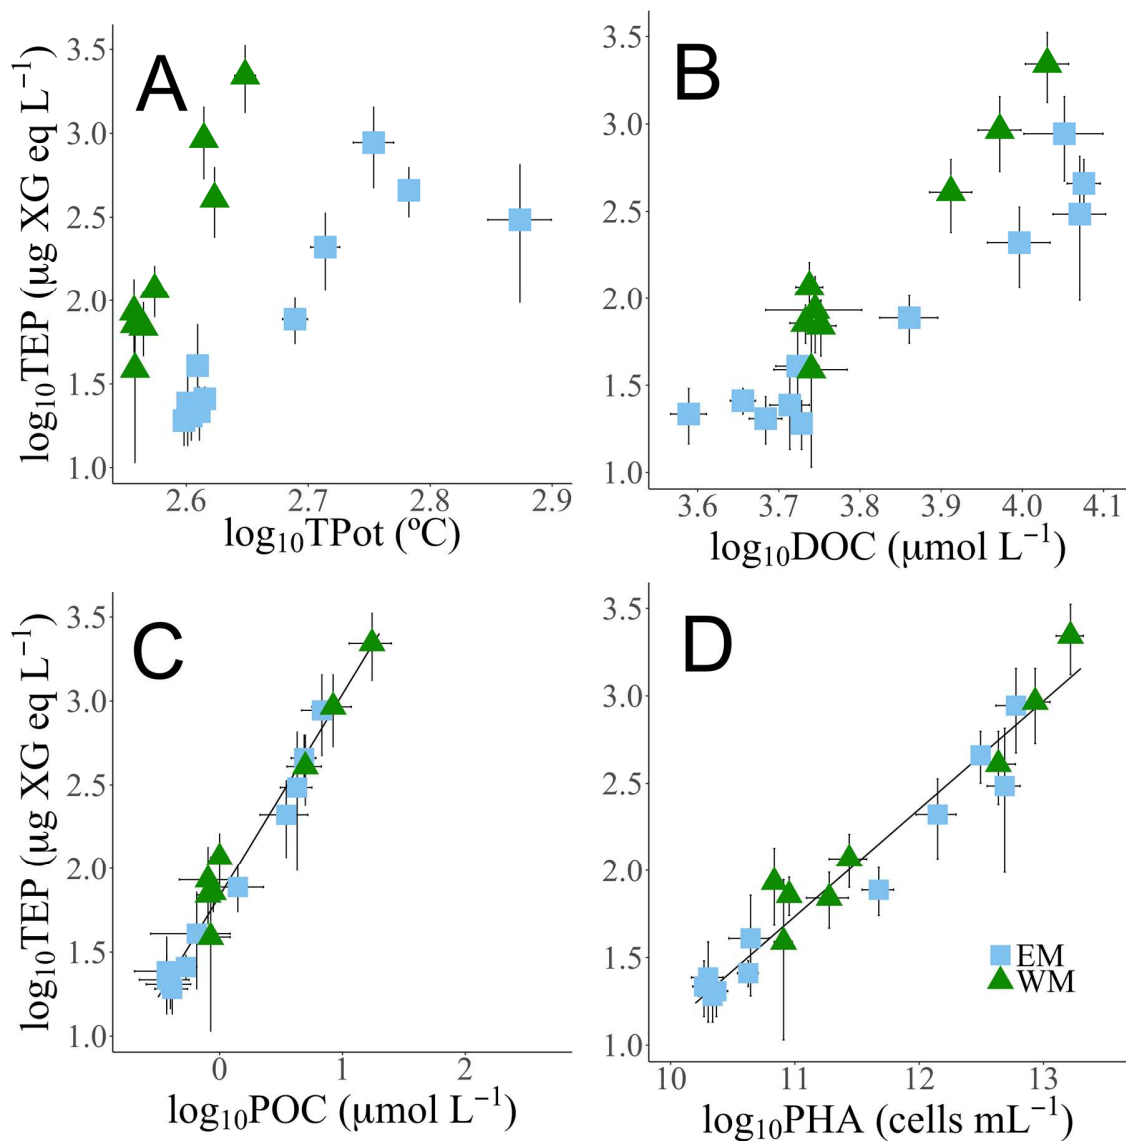 A
log₁₀TEP (µg XG eq L⁻¹)
3.5
3.0
2.5
2.0
1.5
1.0
2.6 2.7 2.8 2.9
log₁₀TPot (ºC)
B
3.5
3.0
2.5
2.0
1.5
1.0
3.6 3.7 3.8 3.9 4.0 4.1
log₁₀DOC (µmol L⁻¹)
C
log₁₀TEP (µg XG eq L⁻¹)
3.5
3.0
2.5
2.0
1.5
1.0
0 1 2
log₁₀POC (µmol L⁻¹)
D
3.5
3.0
2.5
2.0
1.5
1.0
EM
WM
10 11 12 13
log₁₀PHA (cells mL⁻¹)